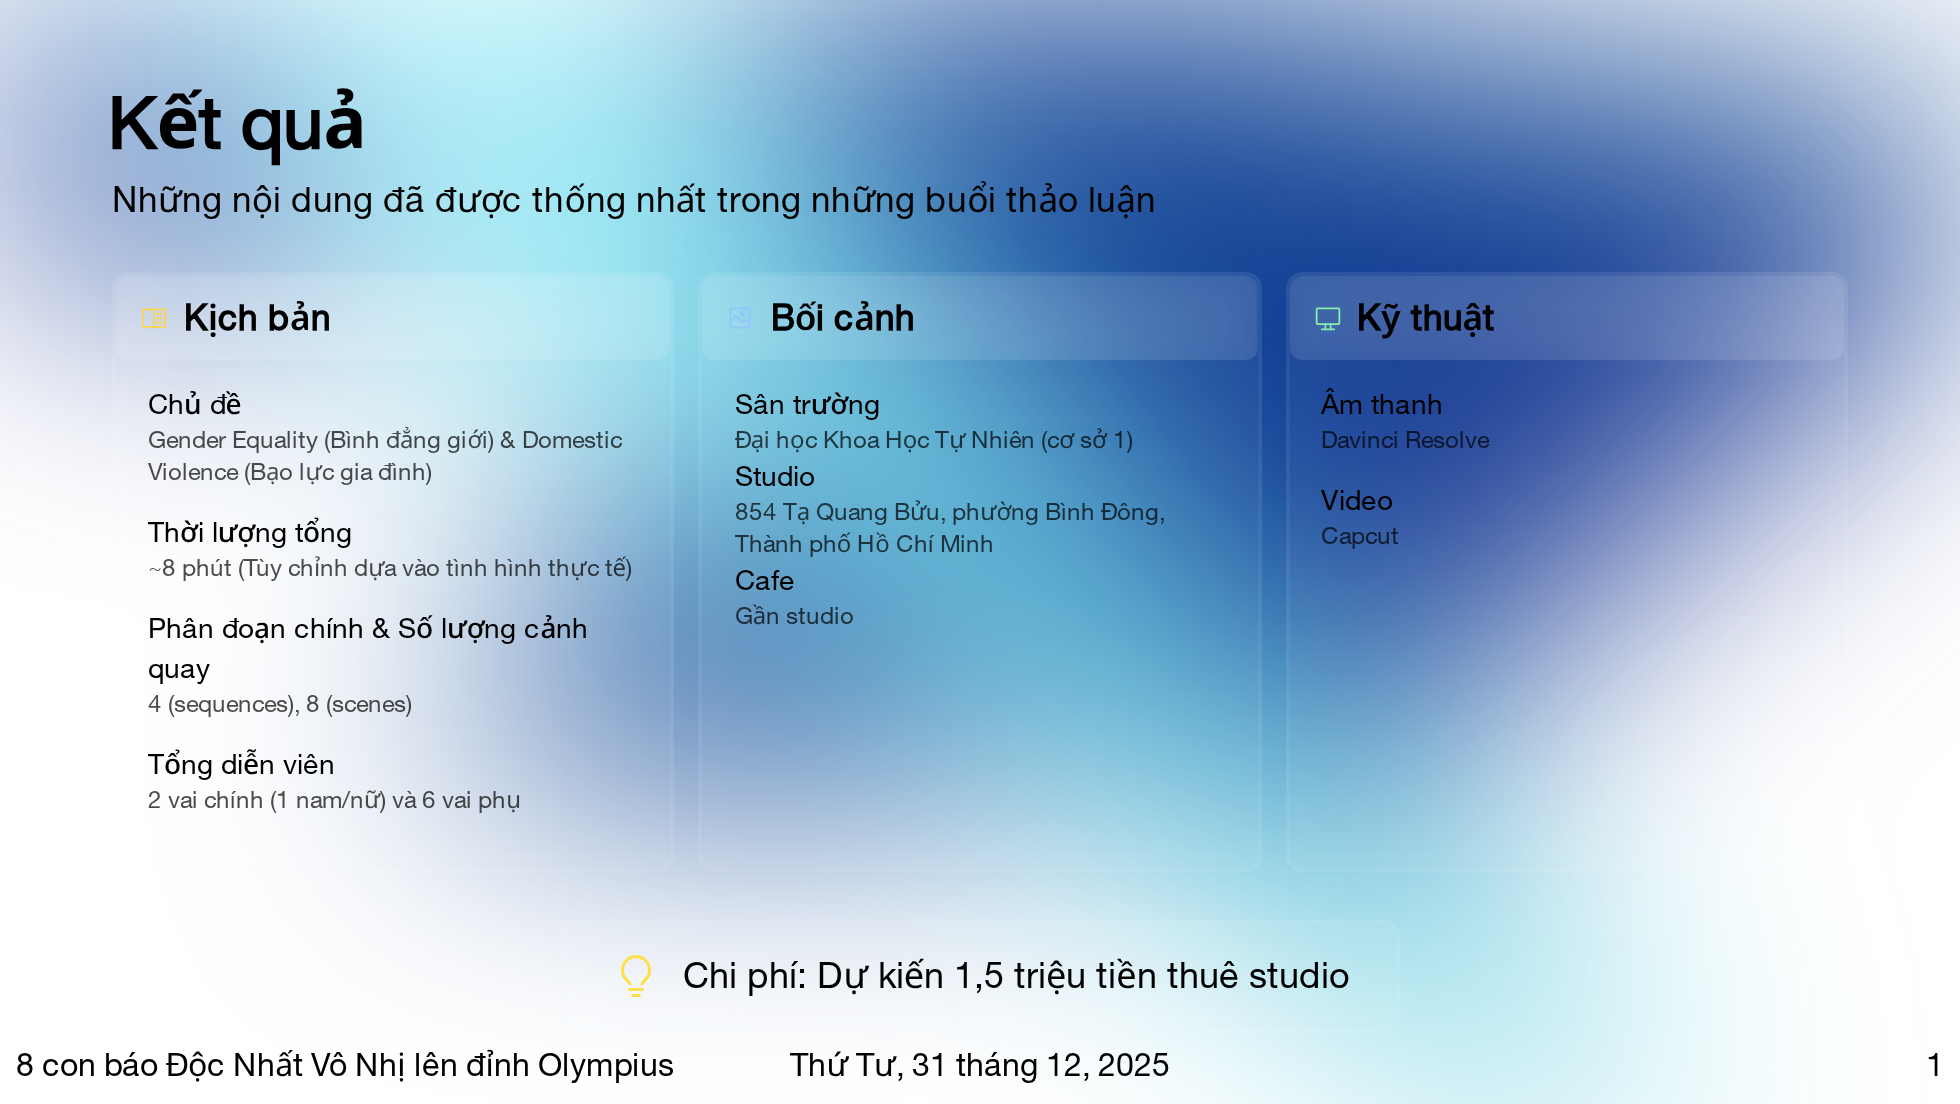 Kết quả
Những nội dung đã được thống nhất trong những buổi thảo luận
Kịch bản
Chủ đề
Gender Equality (Bình đẳng giới) & Domestic
Violence (Bạo lực gia đình)
Thời lượng tổng
~8 phút (Tùy chỉnh dựa vào tình hình thực tế)
Phân đoạn chính & Số lượng cảnh
quay
4 (sequences), 8 (scenes)
Tổng diễn viên
2 vai chính (1 nam/nữ) và 6 vai phụ
Bối cảnh
Sân trường
Đại học Khoa Học Tự Nhiên (cơ sở 1)
Studio
854 Tạ Quang Bửu, phường Bình Đông,
Thành phố Hồ Chí Minh
Cafe
Gần studio
Kỹ thuật
Âm thanh
Davinci Resolve
Video
Capcut
Chi phí: Dự kiến 1,5 triệu tiền thuê studio
8 con báo Độc Nhất Vô Nhị lên đỉnh Olympius
Thứ Tư, 31 tháng 12, 2025
1